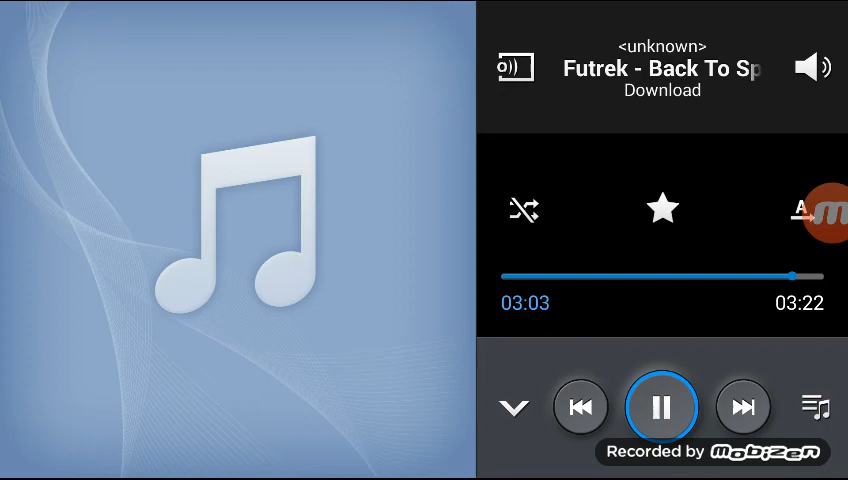 <unknown>
Futrek - Back To Sp
Download
A
03:03
03:22
Recorded by mobizen